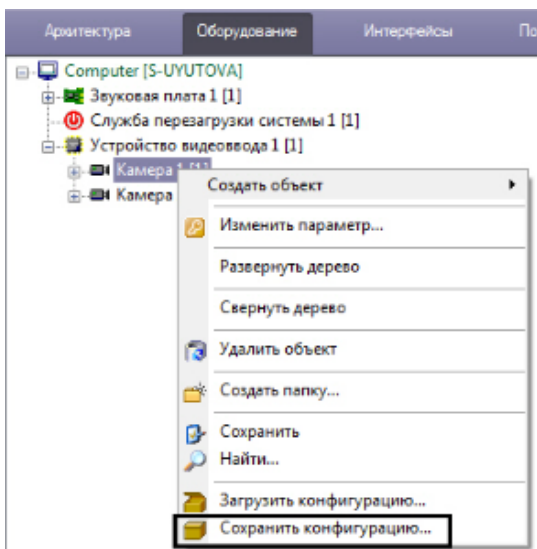 Архитектура Оборудование Интерфейсы
Computer [S-UYUTOVA]
Звуковая плата 1 [1]
Служба перезагрузки системы 1 [1]
Устройство видеоввода 1 [1]
Камера 1 [1]
Камера
Создать объект
Изменить параметр...
Развернуть дерево
Свернуть дерево
Удалить объект
Создать папку...
Сохранить
Найти...
Загрузить конфигурацию...
Сохранить конфигурацию...